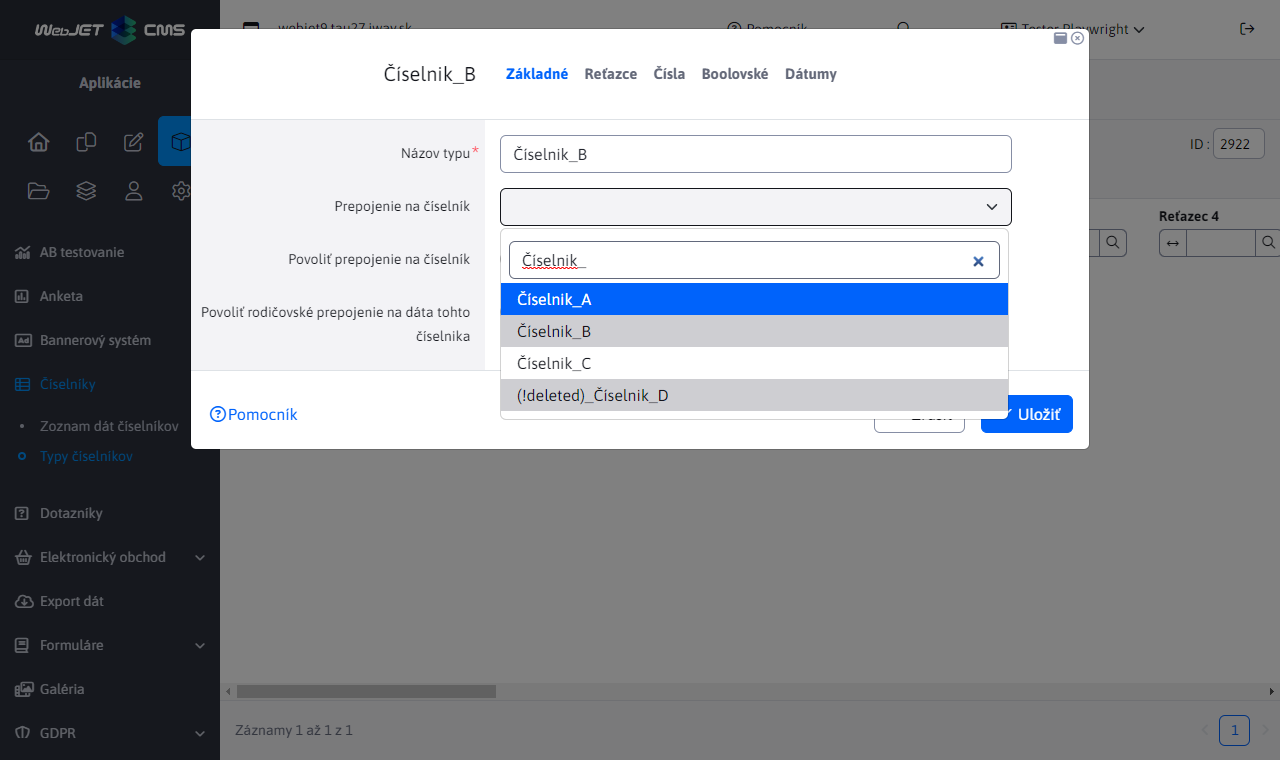 WebJET CMS
webjet9.tau27.iway.sk
Pomocník
Tester Playwright
Aplikácie
AB testovanie
Anketa
Bannerový systém
Číselníky
Zoznam dát číselníkov
Typy číselníkov
Dotazníky
Elektronický obchod
Export dát
Formuláre
Galéria
GDPR
Číselnik_B
Základné
Reťazce
Čísla
Boolovské
Dátumy
Názov typu*
Číselnik_B
Prepojenie na číselník
Povoliť prepojenie na číselník
Číselnik_
Číselnik_A
Číselnik_B
Číselnik_C
(!deleted)_Číselnik_D
Povoliť rodičovské prepojenie na dáta tohto
číselníka
Pomocník
Zrušiť
Uložiť
ID :
2922
Reťazec 4
Záznamy 1 až 1 z 1
1